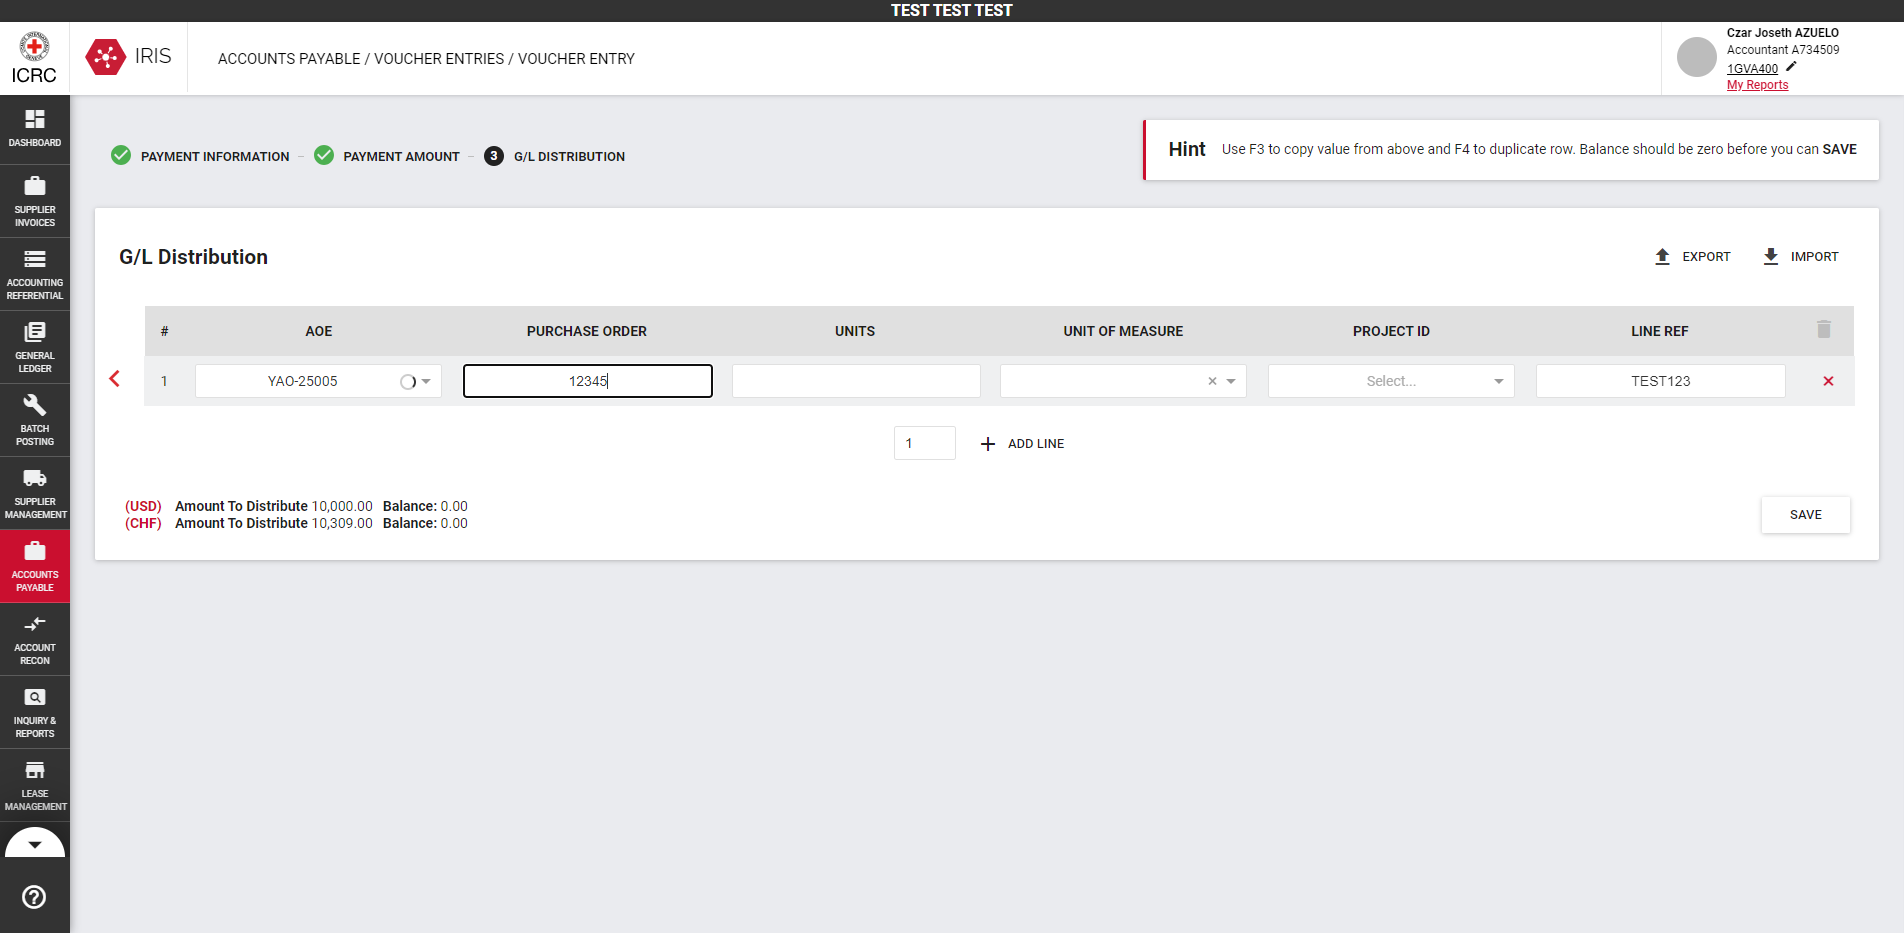 TEST TEST TEST
ICRC
IRIS
ACCOUNTS PAYABLE / VOUCHER ENTRIES / VOUCHER ENTRY
Czar Joseth AZUELO
Accountant A734509
1GVA400
My Reports
DASHBOARD
SUPPLIER
INVOICES
ACCOUNTING
REFERENTIAL
GENERAL
LEDGER
BATCH
POSTING
SUPPLIER
MANAGEMENT
ACCOUNTS
PAYABLE
ACCOUNT
RECON
INQUIRY &
REPORTS
LEASE
MANAGEMENT
PAYMENT INFORMATION
PAYMENT AMOUNT
3 G/L DISTRIBUTION
Hint Use F3 to copy value from above and F4 to duplicate row. Balance should be zero before you can SAVE
G/L Distribution
EXPORT
IMPORT
# AOE PURCHASE ORDER UNITS UNIT OF MEASURE PROJECT ID LINE REF
1 YAO-25005 12345 Select... TEST123
1 ADD LINE
(USD) Amount To Distribute 10,000.00 Balance: 0.00
(CHF) Amount To Distribute 10,309.00 Balance: 0.00
SAVE